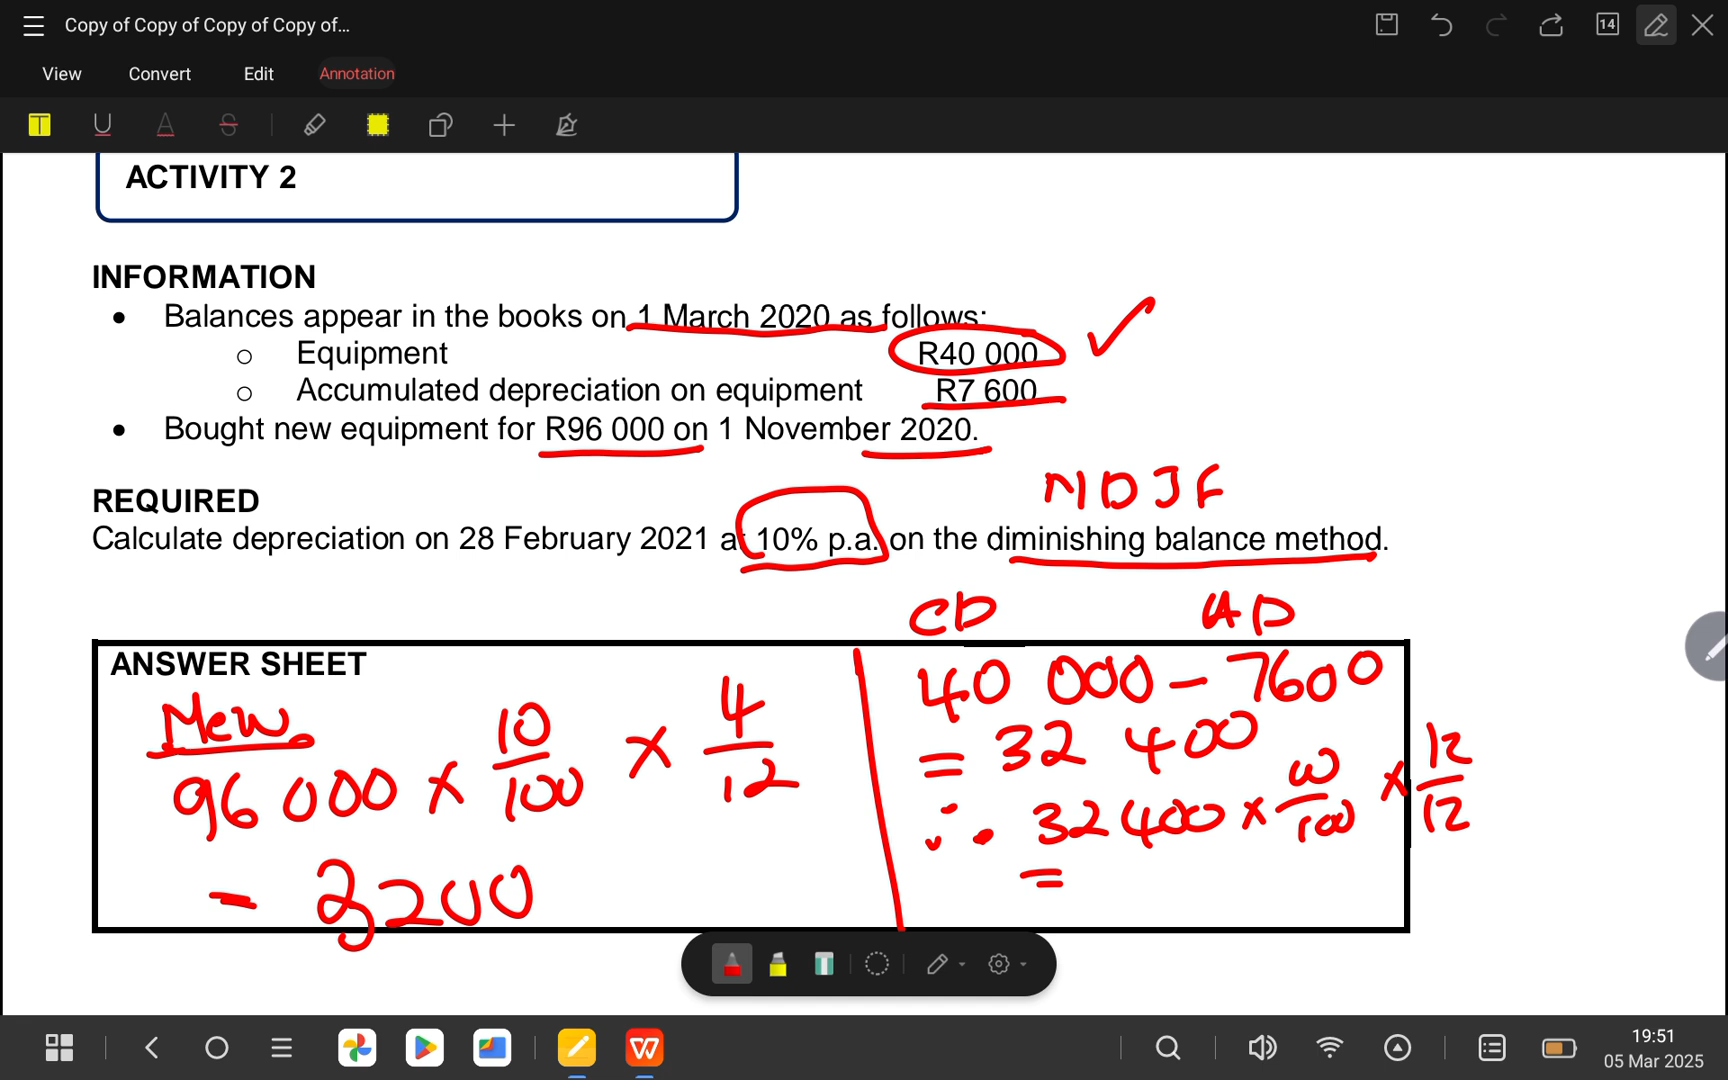 Copy of Copy of Copy of Copy of...
14
View Convert Edit Annotation
T U A S
ACTIVITY 2
INFORMATION
• Balances appear in the books on 1 March 2020 as follows:
o Equipment R40 000
o Accumulated depreciation on equipment R7 600
• Bought new equipment for R96 000 on 1 November 2020.
NDJF
REQUIRED
Calculate depreciation on 28 February 2021 at 10% p.a. on the diminishing balance method.
AD
ANSWER SHEET
New
96 000 × 10/100 × 4/12
- 3200
40 000 - 7600
= 32 400
∴ 32400 × 10/100 × 12/12
=
19:51
05 Mar 2025